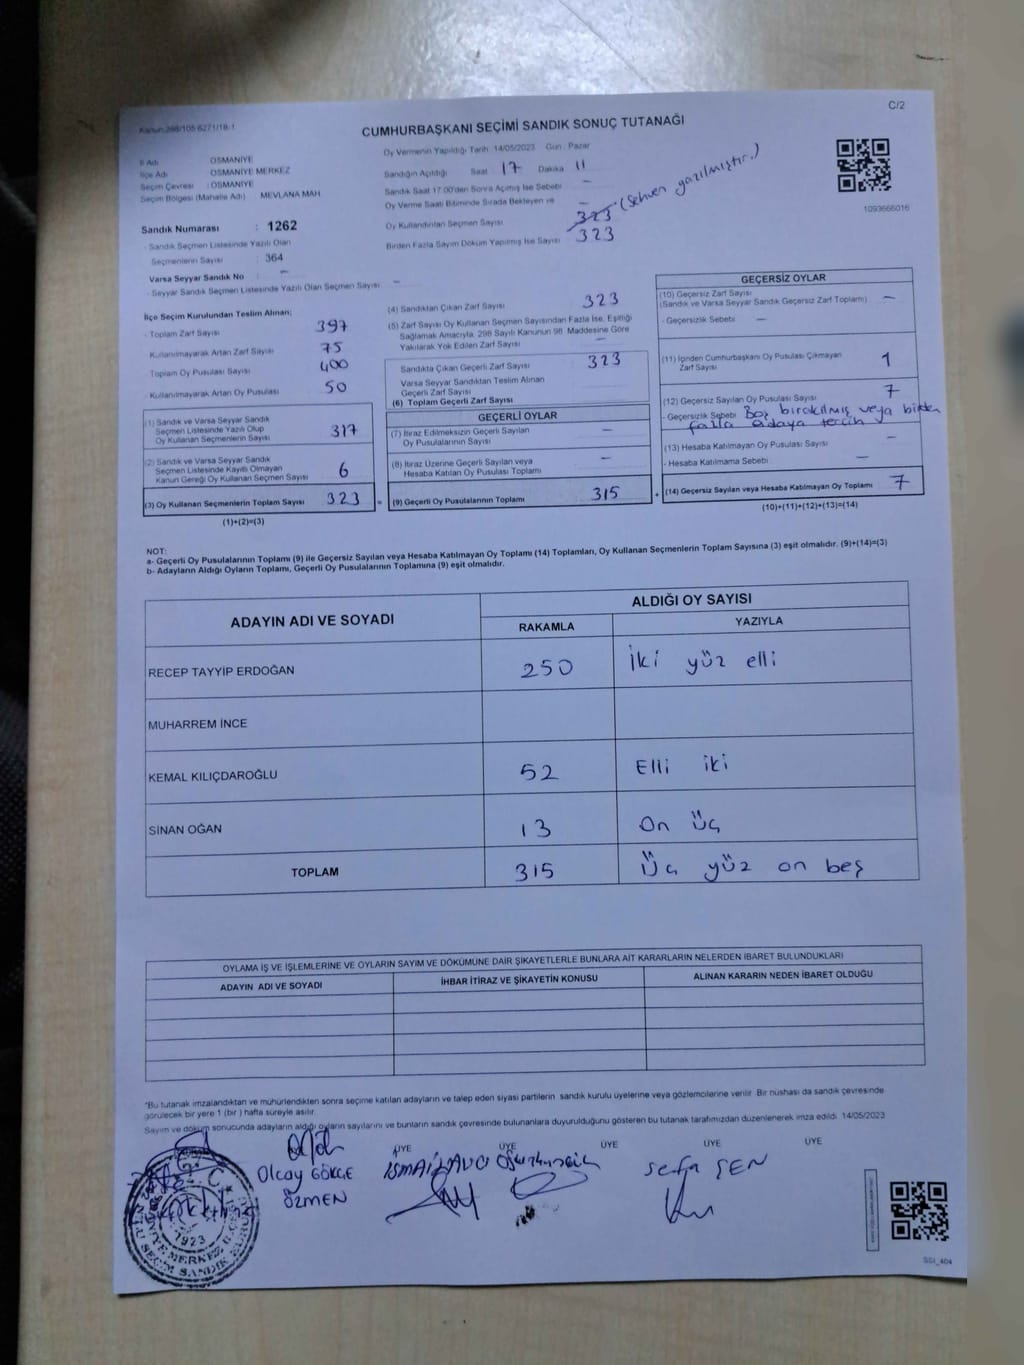 C/2
Kanun:298/105 6271/18-1
CUMHURBAŞKANI SEÇİMİ SANDIK SONUÇ TUTANAĞI
İl Adı OSMANİYE
İlçe Adı OSMANİYE MERKEZ
Seçim Çevresi : OSMANİYE
Seçim Bölgesi (Mahalle Adı) MEVLANA MAH
Oy Vermenin Yapıldığı Tarih 14/05/2023 Gün : Pazar
Sandığın Açıldığı Saat 17 Dakika 11
Sandık Saat 17:00'den Sonra Açılmış İse Sebebi –
Oy Verme Saati Bitiminde Sırada Bekleyen ve –
Oy Kullandırılan Seçmen Sayısı 323 (Sehven yazılmıştır.)
Birden Fazla Sayım Döküm Yapılmış İse Sayısı 323
1093666016
Sandık Numarası : 1262
- Sandık Seçmen Listesinde Yazılı Olan
Seçmenlerin Sayısı : 364
Varsa Seyyar Sandık No : –
- Seyyar Sandık Seçmen Listesinde Yazılı Olan Seçmen Sayısı –
İlçe Seçim Kurulundan Teslim Alınan;
- Toplam Zarf Sayısı 397
- Kullanılmayarak Artan Zarf Sayısı 75
- Toplam Oy Pusulası Sayısı 400
- Kullanılmayarak Artan Oy Pusulası 50
(1) Sandık ve Varsa Seyyar Sandık
Seçmen Listesinde Yazılı Olup
Oy Kullanan Seçmenlerin Sayısı 317
(2) Sandık ve Varsa Seyyar Sandık
Seçmen Listesinde Kayıtlı Olmayan
Kanun Gereği Oy Kullanan Seçmen Sayısı 6
(3) Oy Kullanan Seçmenlerin Toplam Sayısı 323 =
(1)+(2)=(3)
(4) Sandıktan Çıkan Zarf Sayısı 323
(5) Zarf Sayısı Oy Kullanan Seçmen Sayısından Fazla İse, Eşitliği
Sağlamak Amacıyla, 298 Sayılı Kanunun 98. Maddesine Göre
Yakılarak Yok Edilen Zarf Sayısı –
Sandıkta Çıkan Geçerli Zarf Sayısı 323
Varsa Seyyar Sandıktan Teslim Alınan
Geçerli Zarf Sayısı
(6) Toplam Geçerli Zarf Sayısı
GEÇERLİ OYLAR
(7) İtiraz Edilmeksizin Geçerli Sayılan
Oy Pusulalarının Sayısı –
(8) İtiraz Üzerine Geçerli Sayılan veya
Hesaba Katılan Oy Pusulası Toplamı –
(9) Geçerli Oy Pusulalarının Toplamı 315 +
GEÇERSİZ OYLAR
(10) Geçersiz Zarf Sayısı
(Sandık ve Varsa Seyyar Sandık Geçersiz Zarf Toplamı) –
- Geçersizlik Sebebi –
(11) İçinden Cumhurbaşkanı Oy Pusulası Çıkmayan
Zarf Sayısı 1
(12) Geçersiz Sayılan Oy Pusulası Sayısı 7
- Geçersizlik Sebebi Boş bırakılmış veya birden
fazla adaya tercih
(13) Hesaba Katılmayan Oy Pusulası Sayısı –
- Hesaba Katılmama Sebebi –
(14) Geçersiz Sayılan veya Hesaba Katılmayan Oy Toplamı 7
(10)+(11)+(12)+(13)=(14)
NOT:
a- Geçerli Oy Pusulalarının Toplamı (9) ile Geçersiz Sayılan veya Hesaba Katılmayan Oy Toplamı (14) Toplamları, Oy Kullanan Seçmenlerin Toplam Sayısına (3) eşit olmalıdır. (9)+(14)=(3)
b- Adayların Aldığı Oyların Toplamı, Geçerli Oy Pusulalarının Toplamına (9) eşit olmalıdır.
ADAYIN ADI VE SOYADI ALDIĞI OY SAYISI
RAKAMLA YAZIYLA
RECEP TAYYİP ERDOĞAN 250 İki yüz elli
MUHARREM İNCE
KEMAL KILIÇDAROĞLU 52 Elli iki
SİNAN OĞAN 13 On Üç
TOPLAM 315 Üç yüz on beş
OYLAMA İŞ VE İŞLEMLERİNE VE OYLARIN SAYIM VE DÖKÜMÜNE DAİR ŞİKAYETLERLE BUNLARA AİT KARARLARIN NELERDEN İBARET BULUNDUKLARI
ADAYIN ADI VE SOYADI İHBAR İTİRAZ VE ŞİKAYETİN KONUSU ALINAN KARARIN NEDEN İBARET OLDUĞU
*Bu tutanak imzalandıktan ve mühürlendikten sonra seçime katılan adayların ve talep eden siyasi partilerin sandık kurulu üyelerine veya gözlemcilerine verilir. Bir nüshası da sandık çevresinde
görülecek bir yere 1 (bir) hafta süreyle asılır.
Sayım ve döküm sonucunda adayların aldığı oyların sayılarını ve bunların sandık çevresinde bulunanlara duyurulduğunu gösteren bu tutanak tarafımızdan düzenlenerek imza edildi. 14/05/2023
ÜYE ÜYE ÜYE ÜYE ÜYE
Olcay GÖKÇE
ÖZMEN
İSMAİL
Sefa ŞEN
T.C.
1923
SSİ_404